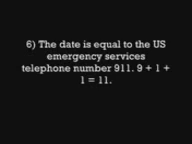 6) The date is equal to the US
emergency services
telephone number 911. 9 + 1 +
1 = 11.